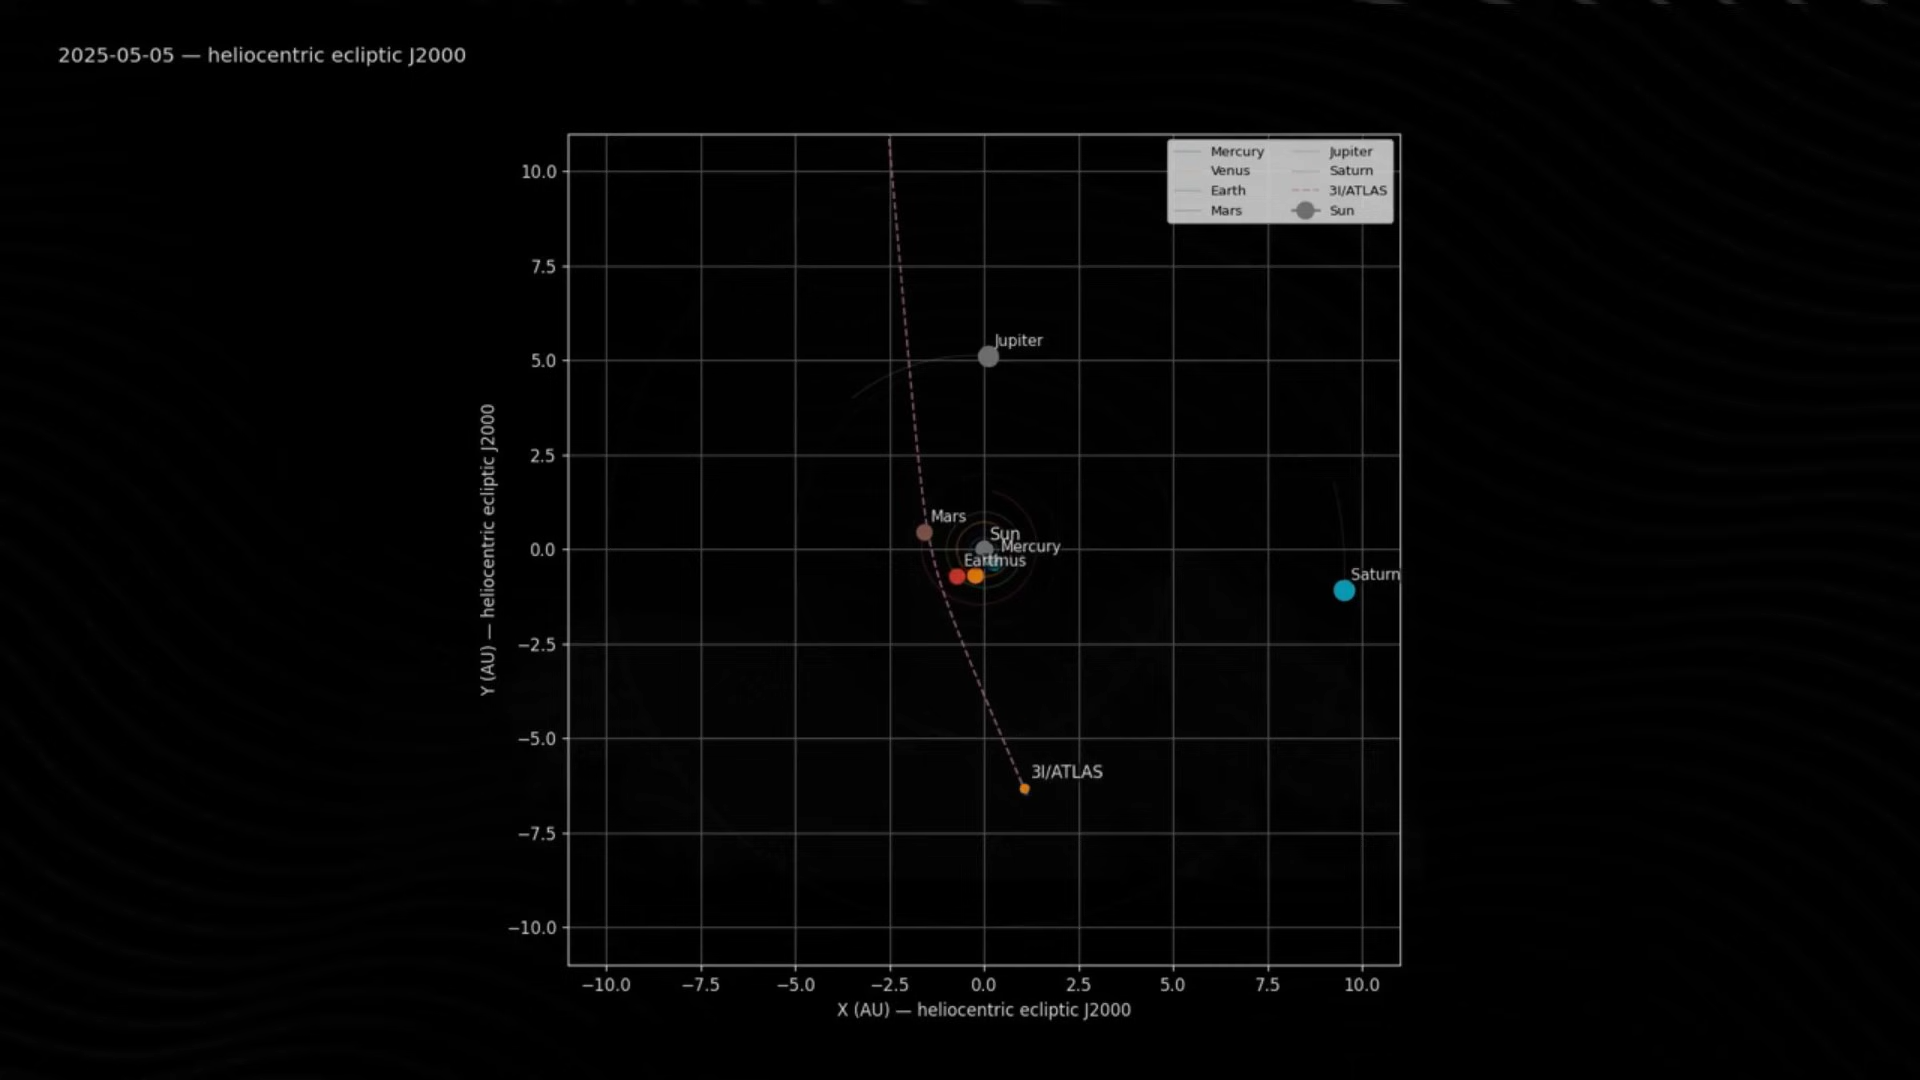 2025-05-05 — heliocentric ecliptic J2000
Mercury
Venus
Earth
Mars
Jupiter
Saturn
3I/ATLAS
Sun
10.0
7.5
5.0
2.5
0.0
−2.5
−5.0
−7.5
−10.0
Y (AU) — heliocentric ecliptic J2000
Jupiter
Mars
Sun
Mercury
Earth
Saturn
3I/ATLAS
−10.0 −7.5 −5.0 −2.5 0.0 2.5 5.0 7.5 10.0
X (AU) — heliocentric ecliptic J2000